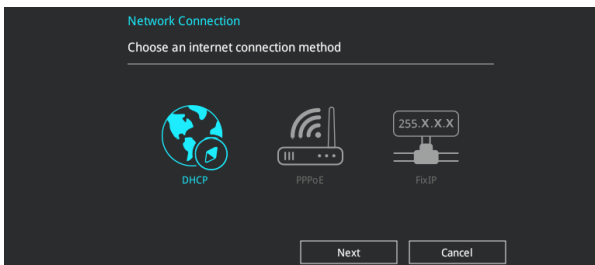 Network Connection
Choose an internet connection method
255.X.X.X
DHCP
PPPoE
FixIP
Next
Cancel